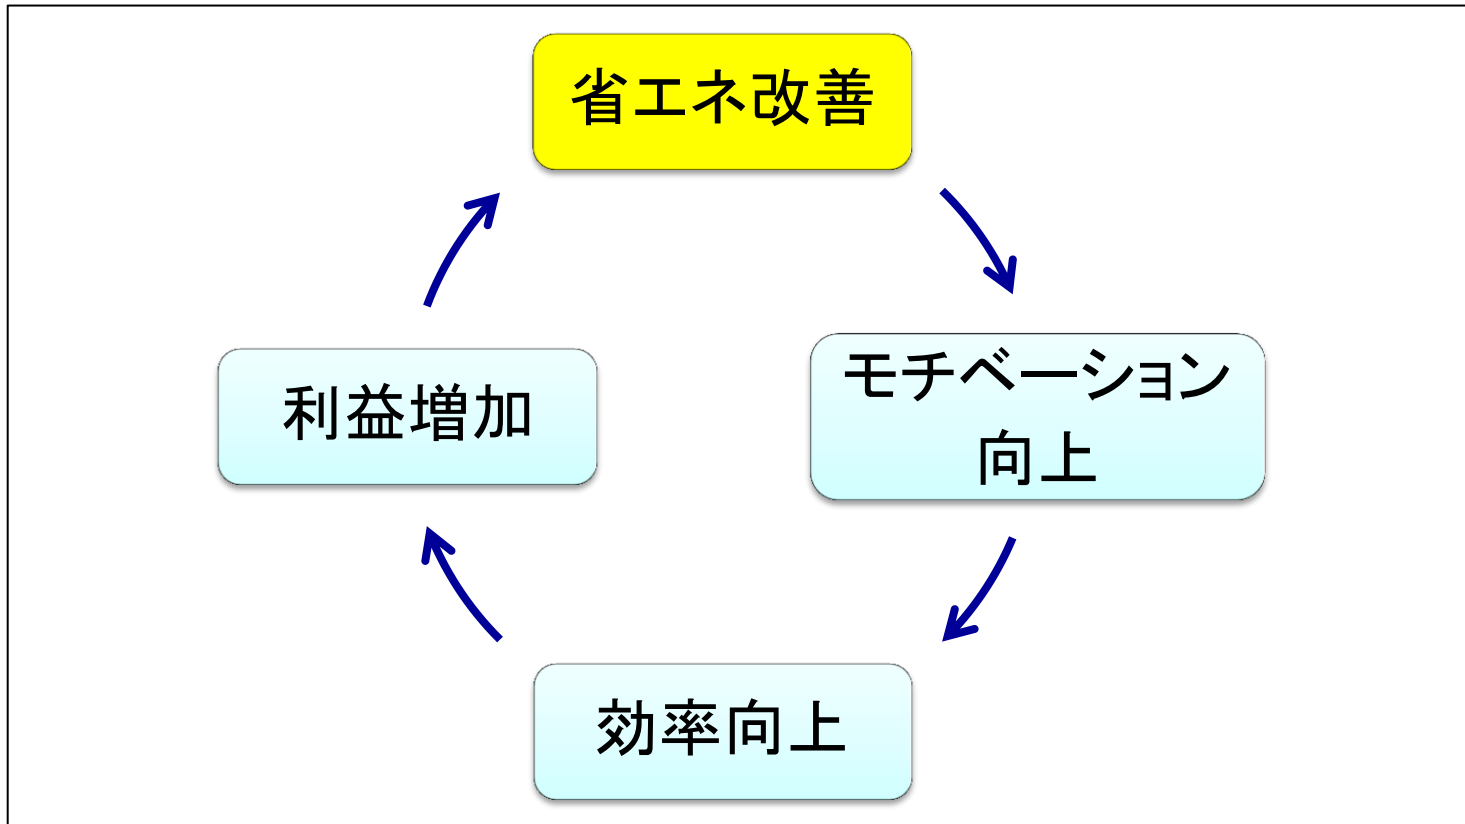 省エネ改善
モチベーション
向上
効率向上
利益増加